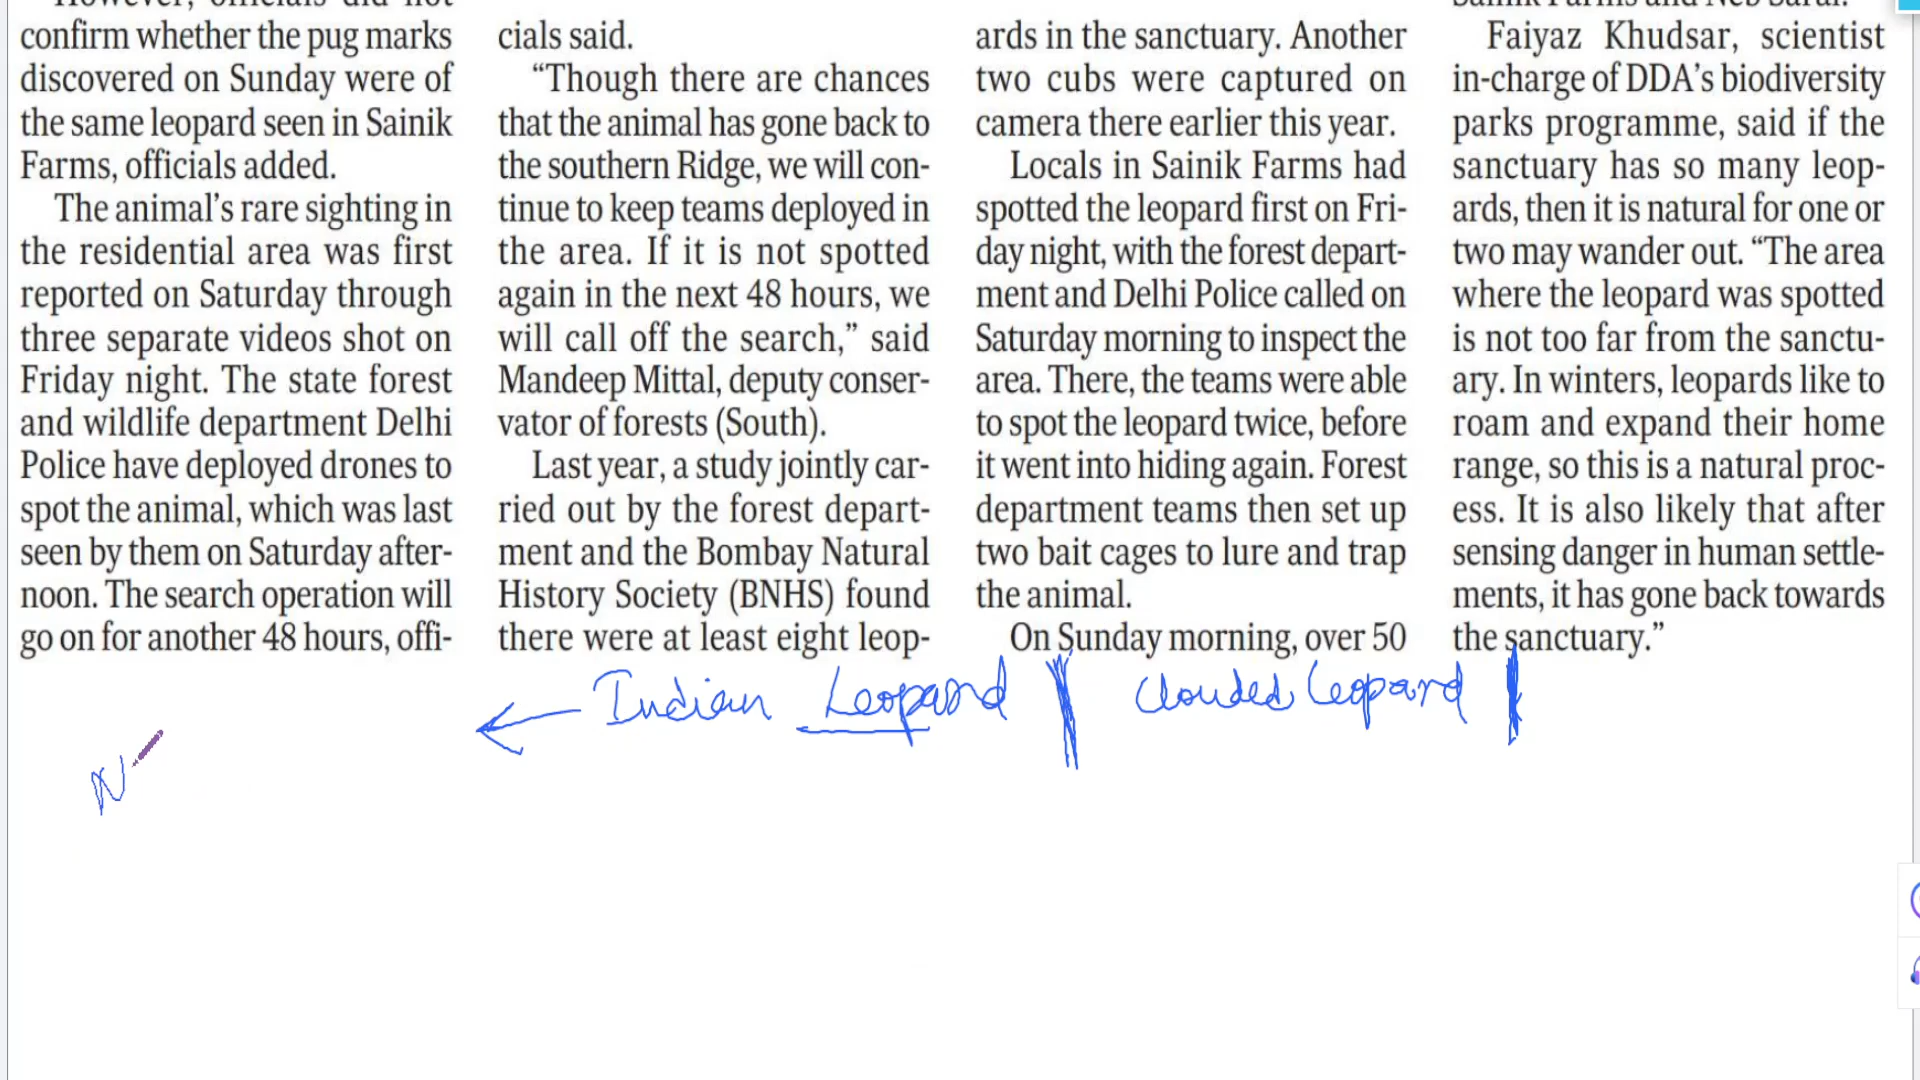 confirm whether the pug marks
discovered on Sunday were of
the same leopard seen in Sainik
Farms, officials added.
The animal's rare sighting in
the residential area was first
reported on Saturday through
three separate videos shot on
Friday night. The state forest
and wildlife department Delhi
Police have deployed drones to
spot the animal, which was last
seen by them on Saturday after-
noon. The search operation will
go on for another 48 hours, offi-
cials said.
“Though there are chances
that the animal has gone back to
the southern Ridge, we will con-
tinue to keep teams deployed in
the area. If it is not spotted
again in the next 48 hours, we
will call off the search,” said
Mandeep Mittal, deputy conser-
vator of forests (South).
Last year, a study jointly car-
ried out by the forest depart-
ment and the Bombay Natural
History Society (BNHS) found
there were at least eight leop-
ards in the sanctuary. Another
two cubs were captured on
camera there earlier this year.
Locals in Sainik Farms had
spotted the leopard first on Fri-
day night, with the forest depart-
ment and Delhi Police called on
Saturday morning to inspect the
area. There, the teams were able
to spot the leopard twice, before
it went into hiding again. Forest
department teams then set up
two bait cages to lure and trap
the animal.
On Sunday morning, over 50
Faiyaz Khudsar, scientist
in-charge of DDA's biodiversity
parks programme, said if the
sanctuary has so many leop-
ards, then it is natural for one or
two may wander out. “The area
where the leopard was spotted
is not too far from the sanctu-
ary. In winters, leopards like to
roam and expand their home
range, so this is a natural proc-
ess. It is also likely that after
sensing danger in human settle-
ments, it has gone back towards
the sanctuary.”
Indian Leopard Clouded Leopard
N